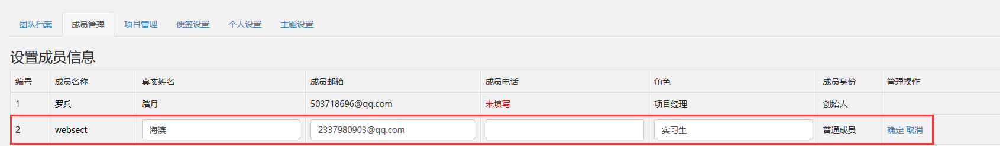 团队档案 成员管理 项目管理 便签设置 个人设置 主题设置
设置成员信息
编号 成员名称 真实姓名 成员邮箱 成员电话 角色 成员身份 管理操作
1 罗兵 踏月 503718696@qq.com 未填写 项目经理 创始人
2 websect 海滨 2337980903@qq.com 实习生 普通成员 确定 取消